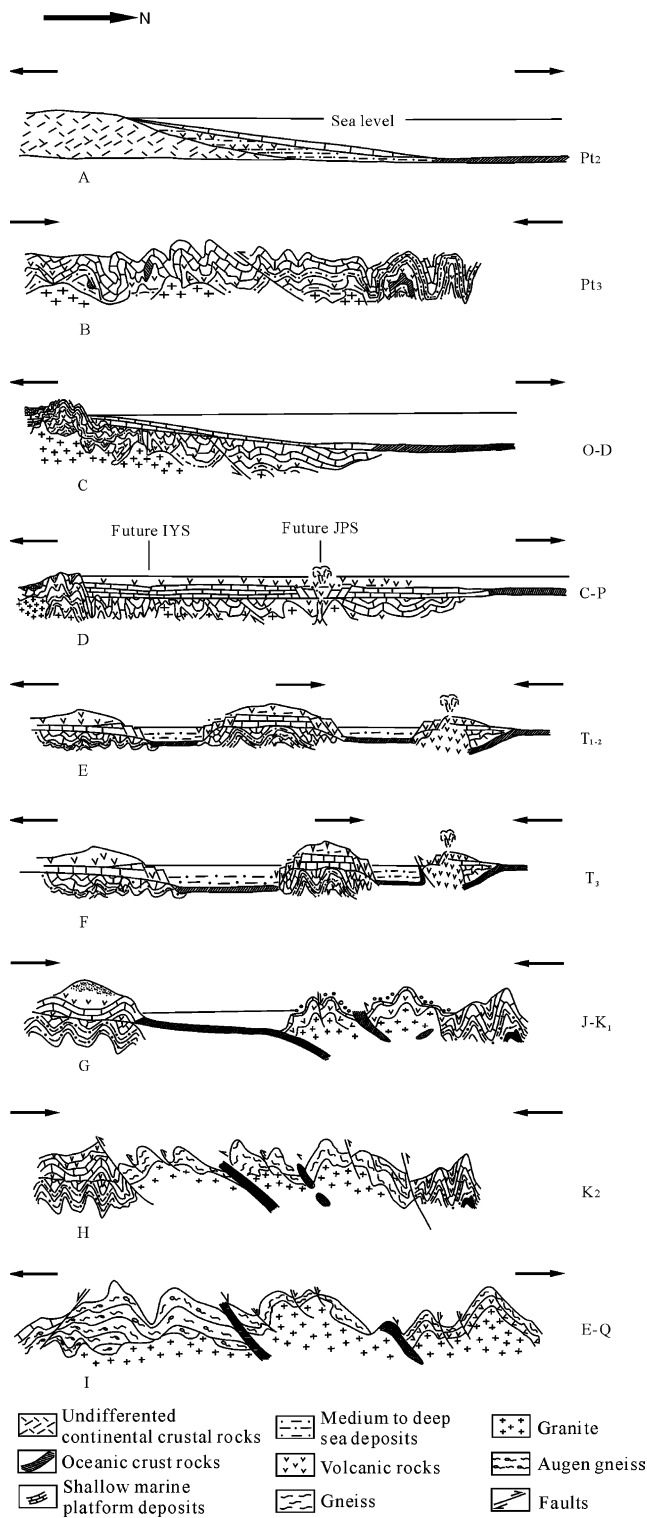 N
Sea level
Pt2
A
Pt3
B
O-D
C
Future IYS
Future JPS
C-P
D
T1-2
E
T3
F
J-K1
G
K2
H
E-Q
I
Undifferented
continental crustal rocks
Oceanic crust rocks
Shallow marine
platform deposits
Medium to deep
sea deposits
Volcanic rocks
Gneiss
Granite
Augen gneiss
Faults